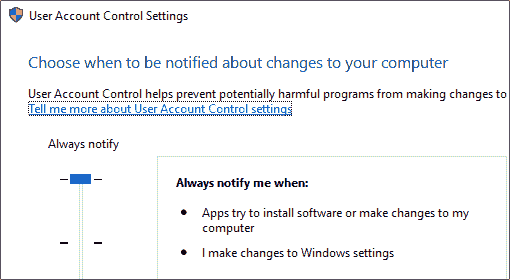 User Account Control Settings
Choose when to be notified about changes to your computer
User Account Control helps prevent potentially harmful programs from making changes to
Tell me more about User Account Control settings
Always notify
Always notify me when:
Apps try to install software or make changes to my
computer
I make changes to Windows settings